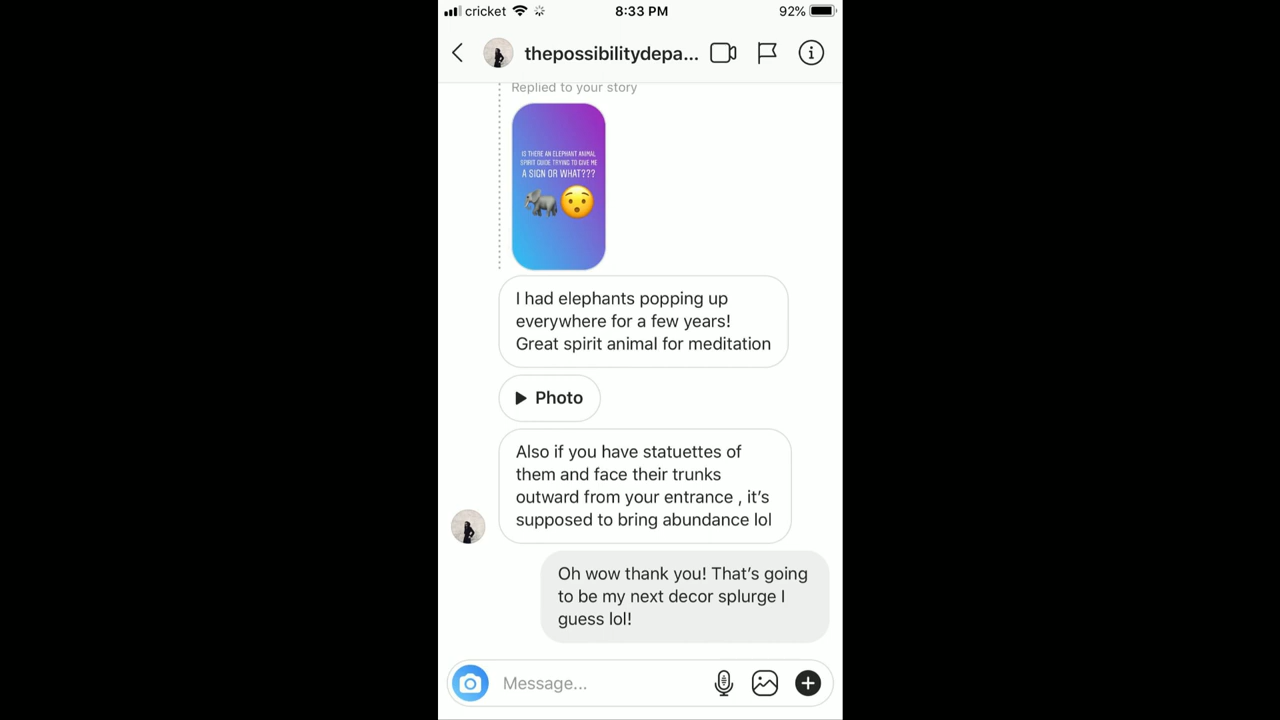 cricket 8:33 PM 92%
thepossibilitydepa...
Replied to your story
IS THERE AN ELEPHANT ANIMAL
SPIRIT GUIDE TRYING TO GIVE ME
A SIGN OR WHAT???
I had elephants popping up
everywhere for a few years!
Great spirit animal for meditation
Photo
Also if you have statuettes of
them and face their trunks
outward from your entrance , it’s
supposed to bring abundance lol
Oh wow thank you! That’s going
to be my next decor splurge I
guess lol!
Message...